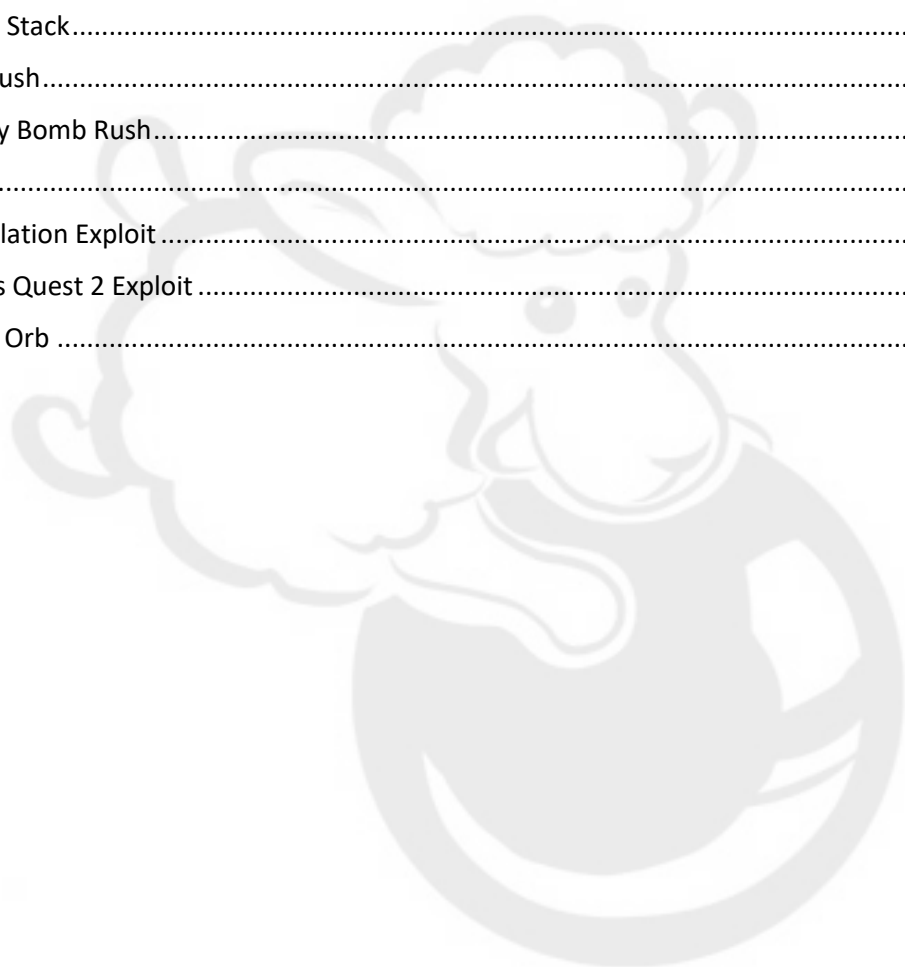 Stack................................................................................................................
ush....................................................................................................................
y Bomb Rush.....................................................................................................
.........................................................................................................................
lation Exploit ....................................................................................................
s Quest 2 Exploit ...............................................................................................
Orb ..................................................................................................................